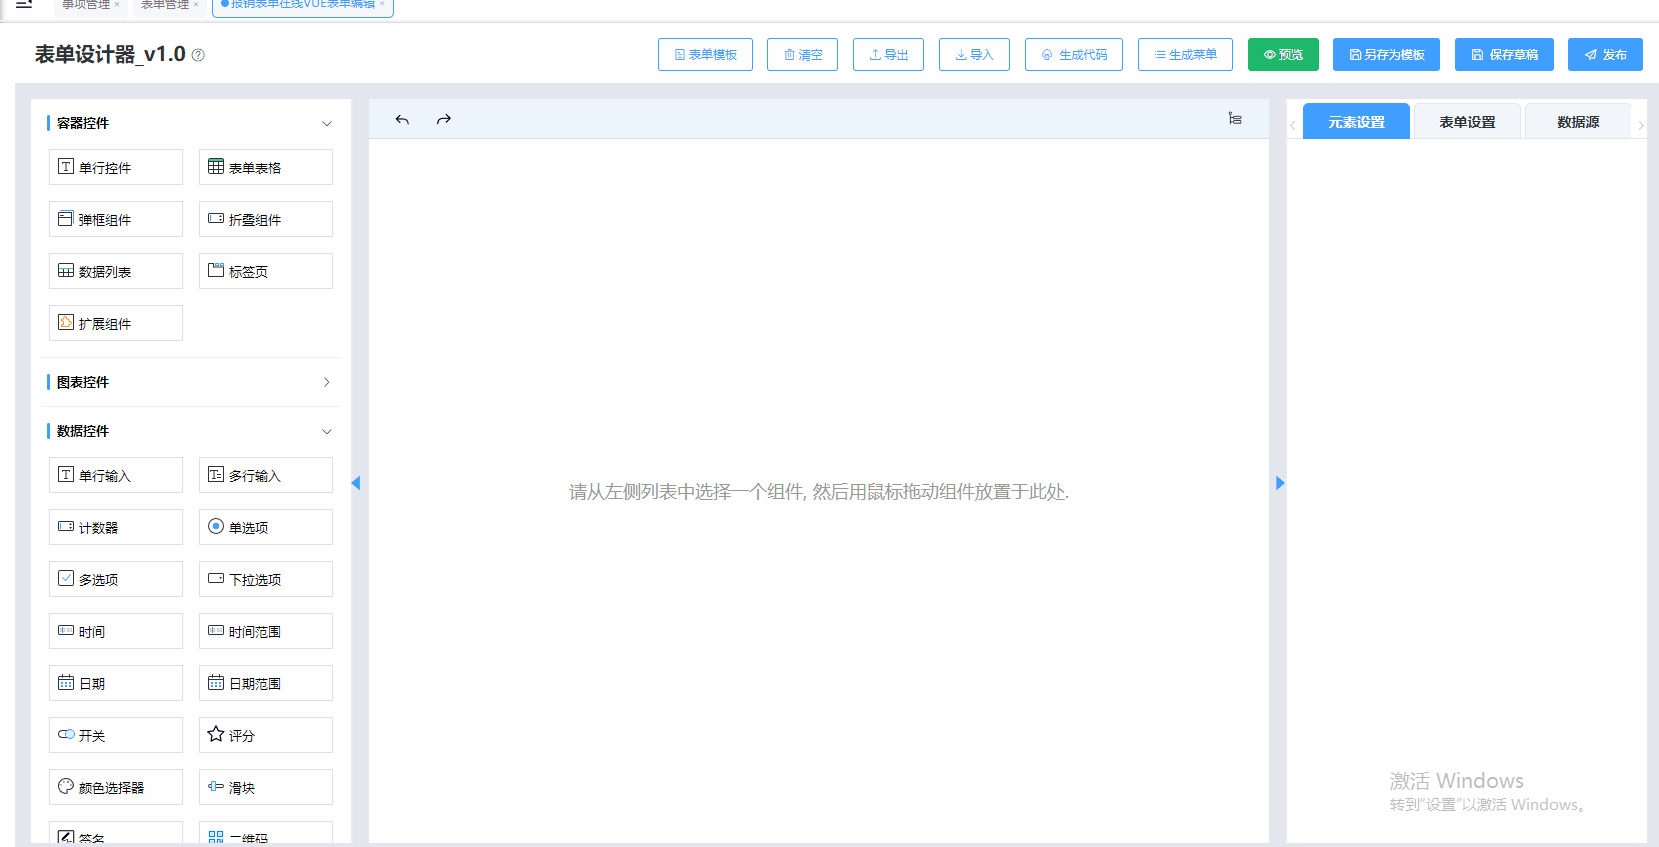 事项管理 × 表单管理 × 报销表单在线VUE表单编辑 ×
表单设计器_v1.0
表单模板 清空 导出 导入 生成代码 生成菜单 预览 另存为模板 保存草稿 发布
容器控件
单行控件 表单表格
弹框组件 折叠组件
数据列表 标签页
扩展组件
图表控件
数据控件
单行输入 多行输入
计数器 单选项
多选项 下拉选项
时间 时间范围
日期 日期范围
开关 评分
颜色选择器 滑块
签名 二维码
请从左侧列表中选择一个组件, 然后用鼠标拖动组件放置于此处.
元素设置 表单设置 数据源
激活 Windows
转到“设置”以激活 Windows。